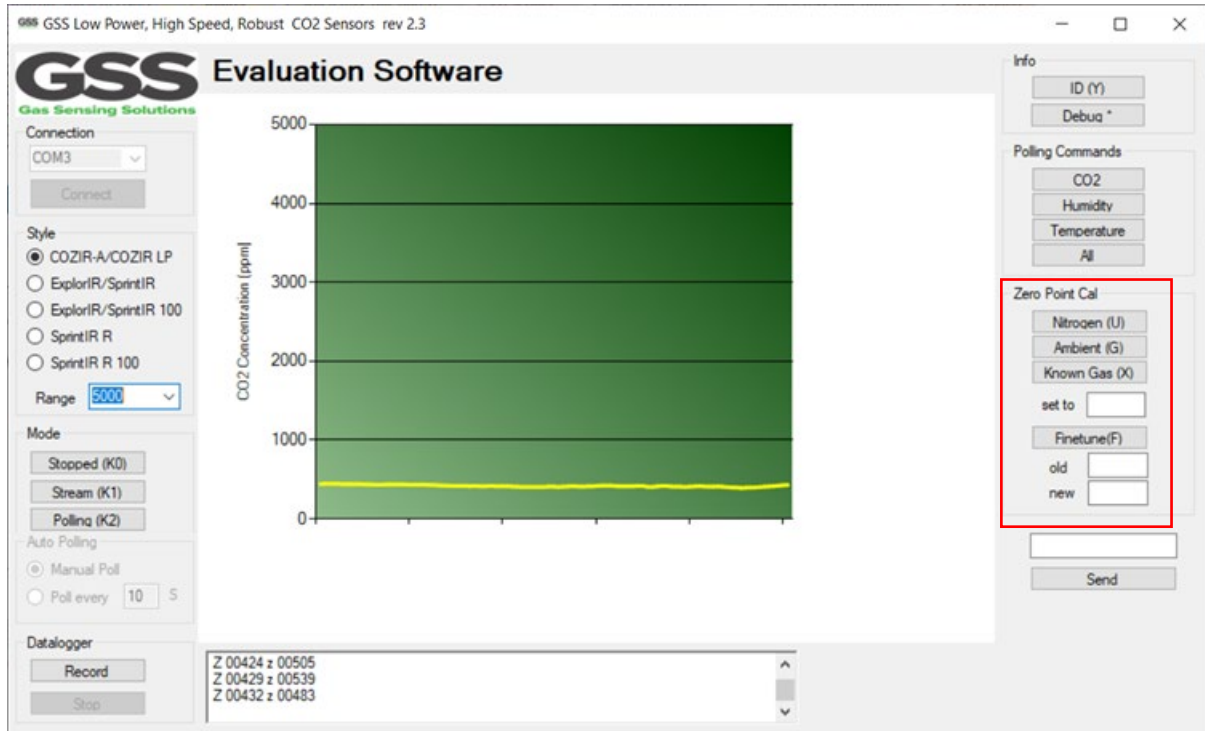 GSS GSS Low Power, High Speed, Robust CO2 Sensors rev 2.3
GSS
Gas Sensing Solutions
Evaluation Software
Connection
COM3
Connect
Style
COZIR-A/COZIR LP
ExplorIR/SprintIR
ExplorIR/SprintIR 100
SprintIR R
SprintIR R 100
Range 5000
Mode
Stopped (K0)
Stream (K1)
Polling (K2)
Auto Polling
Manual Poll
Poll every 10 S
Datalogger
Record
Stop
CO2 Concentration [ppm]
5000
4000
3000
2000
1000
0
Z 00424 z 00505
Z 00429 z 00539
Z 00432 z 00483
Info
ID (Y)
Debug *
Polling Commands
CO2
Humidity
Temperature
All
Zero Point Cal
Nitrogen (U)
Ambient (G)
Known Gas (X)
set to
Finetune(F)
old
new
Send